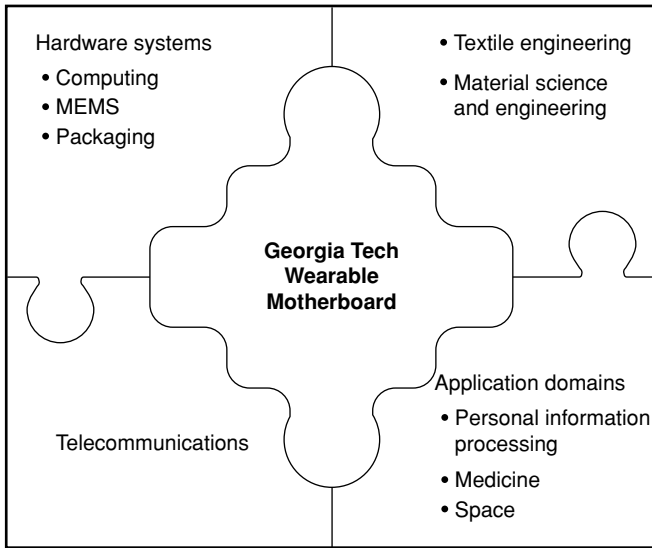 Hardware systems
• Computing
• MEMS
• Packaging
• Textile engineering
• Material science
and engineering
Georgia Tech
Wearable
Motherboard
Telecommunications
Application domains
• Personal information
processing
• Medicine
• Space